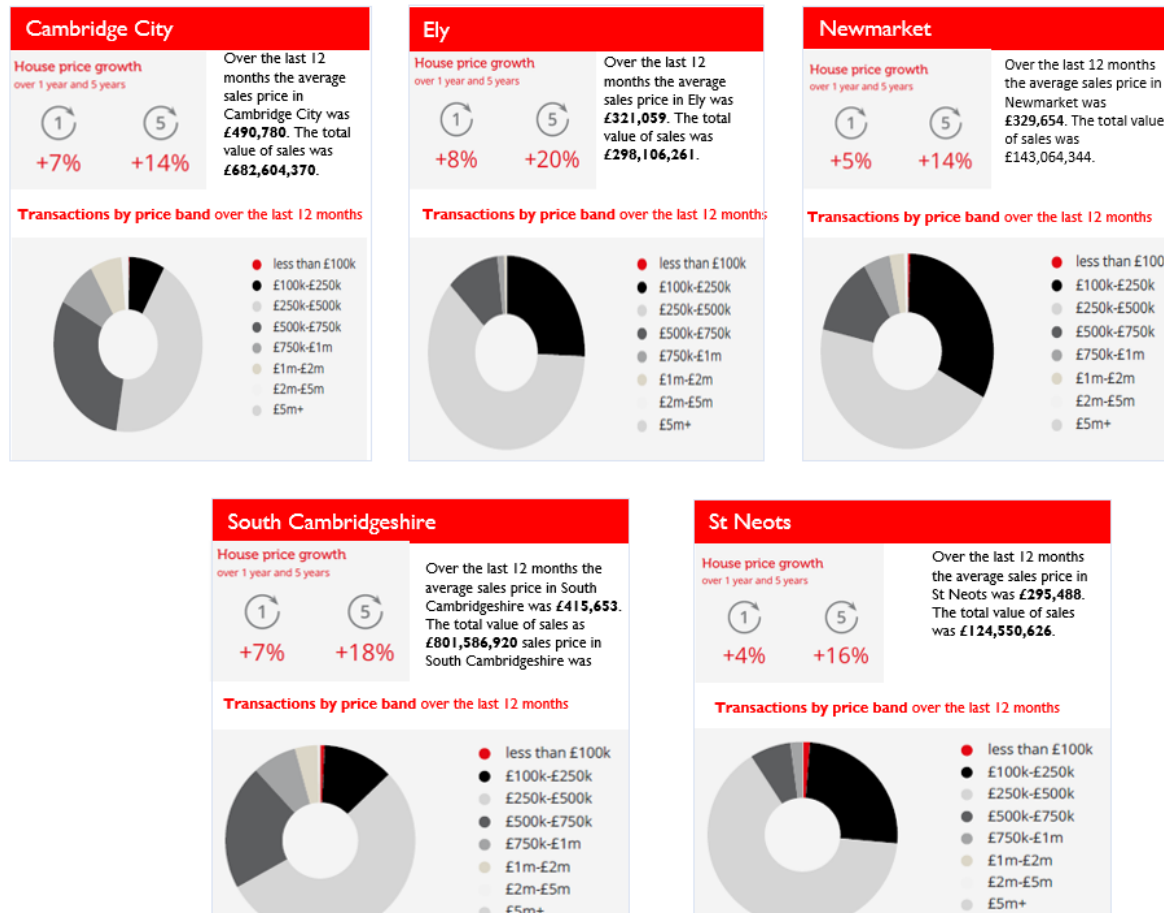 Cambridge City
House price growth
over 1 year and 5 years
1
5
+7%
+14%
Over the last 12
months the average
sales price in
Cambridge City was
£490,780. The total
value of sales was
£682,604,370.
Transactions by price band over the last 12 months
less than £100k
£100k-£250k
£250k-£500k
£500k-£750k
£750k-£1m
£1m-£2m
£2m-£5m
£5m+
Ely
House price growth
over 1 year and 5 years
1
5
+8%
+20%
Over the last 12
months the average
sales price in Ely was
£321,059. The total
value of sales was
£298,106,261.
Transactions by price band over the last 12 months
less than £100k
£100k-£250k
£250k-£500k
£500k-£750k
£750k-£1m
£1m-£2m
£2m-£5m
£5m+
Newmarket
House price growth
over 1 year and 5 years
1
5
+5%
+14%
Over the last 12 months
the average sales price in
Newmarket was
£329,654. The total value
of sales was
£143,064,344.
Transactions by price band over the last 12 months
less than £100
£100k-£250k
£250k-£500k
£500k-£750k
£750k-£1m
£1m-£2m
£2m-£5m
£5m+
South Cambridgeshire
House price growth
over 1 year and 5 years
1
5
+7%
+18%
Over the last 12 months the
average sales price in South
Cambridgeshire was £415,653.
The total value of sales as
£801,586,920 sales price in
South Cambridgeshire was
Transactions by price band over the last 12 months
less than £100k
£100k-£250k
£250k-£500k
£500k-£750k
£750k-£1m
£1m-£2m
£2m-£5m
£5m+
St Neots
House price growth
over 1 year and 5 years
1
5
+4%
+16%
Over the last 12 months
the average sales price in
St Neots was £295,488.
The total value of sales
was £124,550,626.
Transactions by price band over the last 12 months
less than £100k
£100k-£250k
£250k-£500k
£500k-£750k
£750k-£1m
£1m-£2m
£2m-£5m
£5m+